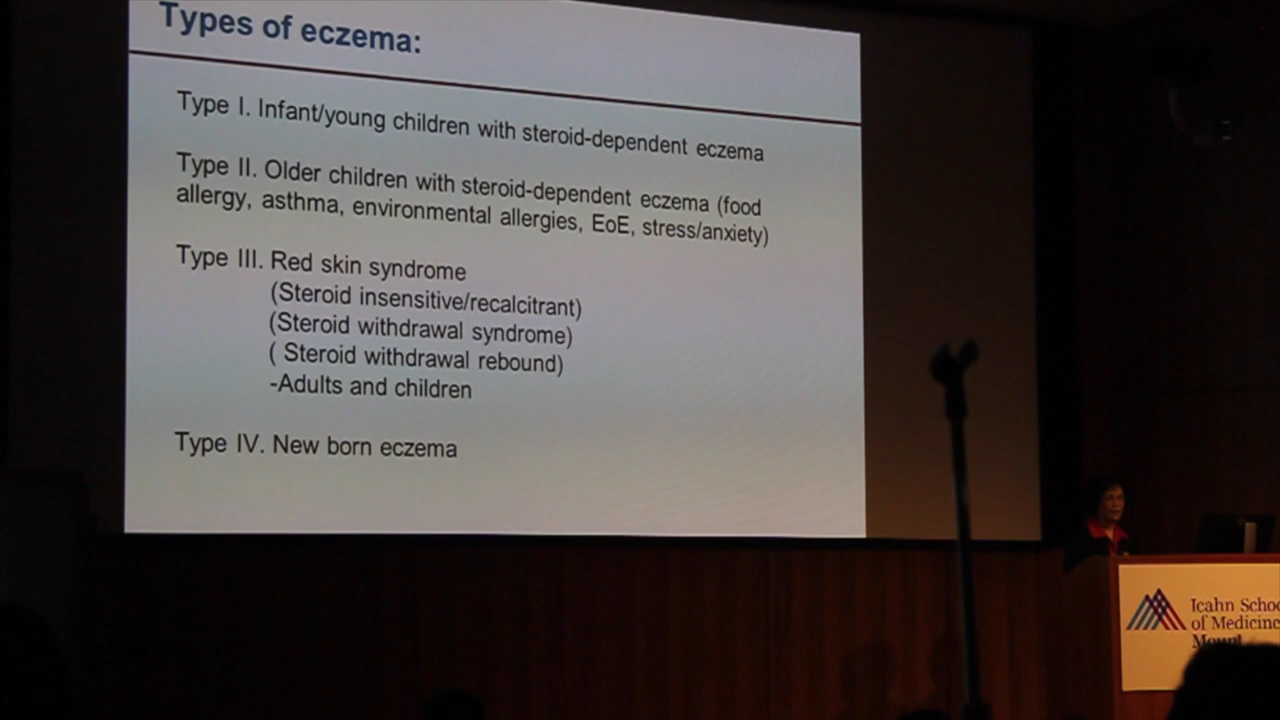 Types of eczema:
Type I. Infant/young children with steroid-dependent eczema
Type II. Older children with steroid-dependent eczema (food
allergy, asthma, environmental allergies, EoE, stress/anxiety)
Type III. Red skin syndrome
(Steroid insensitive/recalcitrant)
(Steroid withdrawal syndrome)
( Steroid withdrawal rebound)
-Adults and children
Type IV. New born eczema
Icahn Schoo
of Medicine
Mount